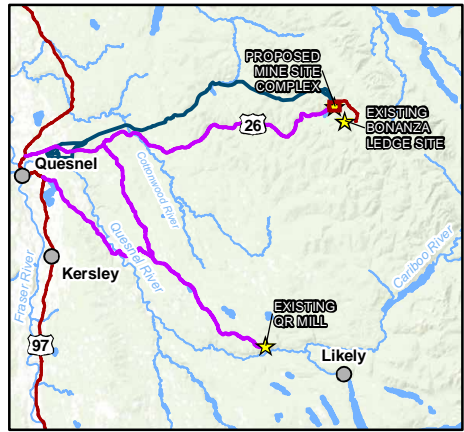 PROPOSED
MINE SITE
COMPLEX
EXISTING
BONANZA
LEDGE SITE
26
Quesnel
Cottonwood River
Quesnel River
Cariboo River
Fraser River
Kersley
EXISTING
QR MILL
97
Likely